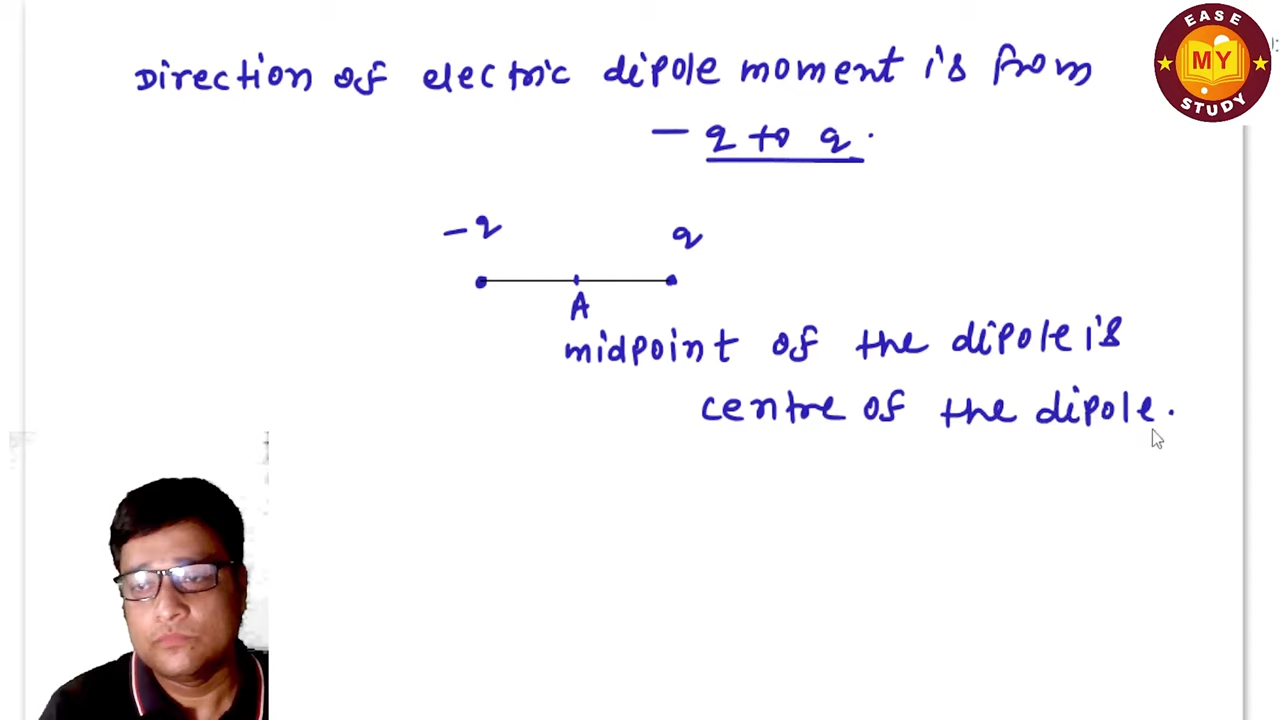 Direction of electric dipole moment is from
- q to q.
-q q
A
midpoint of the dipole is
centre of the dipole.
EASE
MY
STUDY